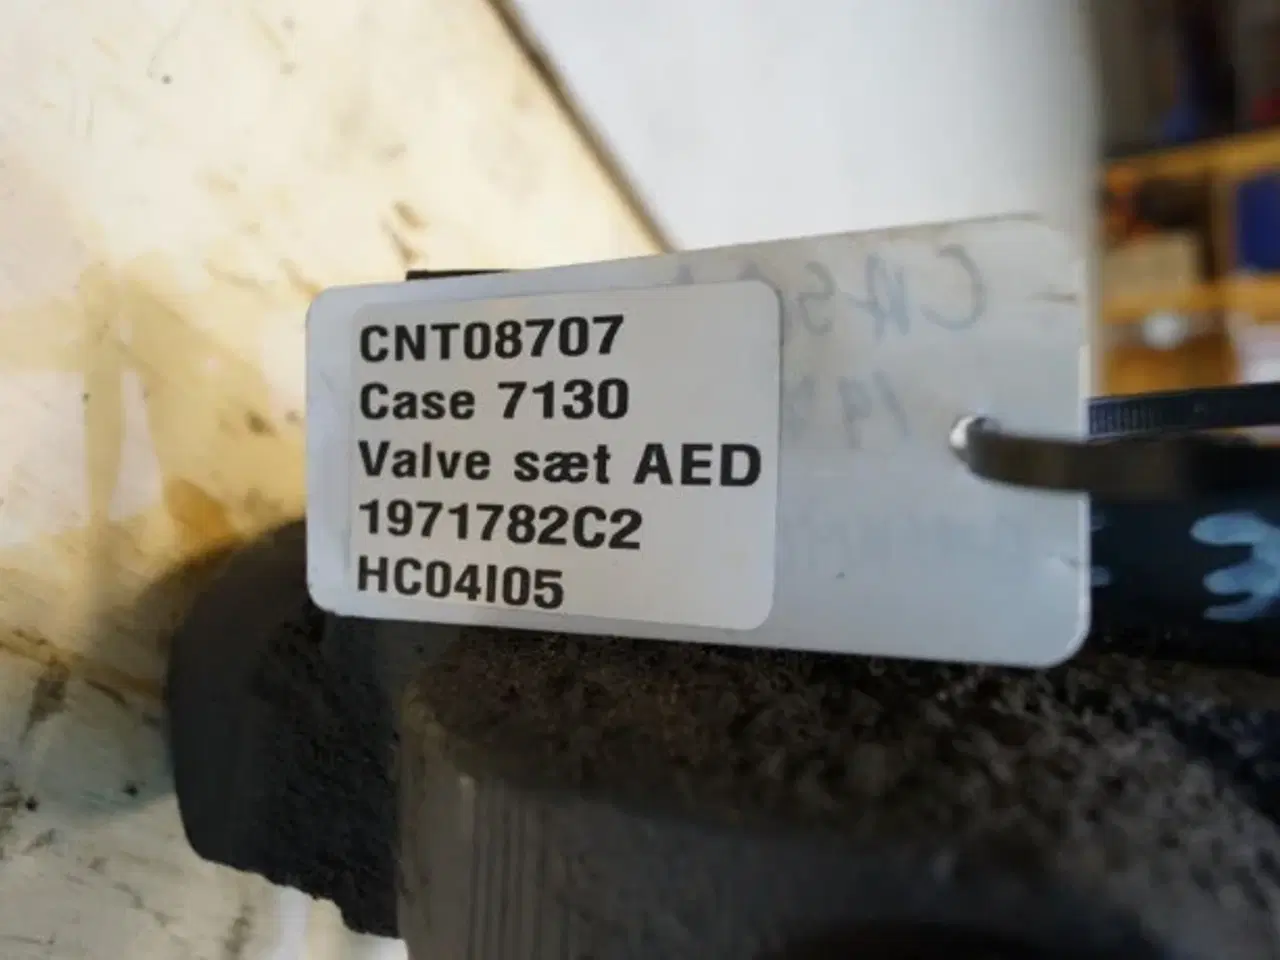 CNT08707
Case 7130
Valve sæt AED
1971782C2
HC04I05